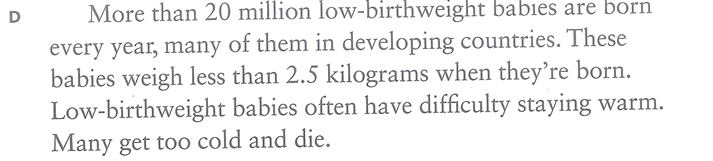 D More than 20 million low-birthweight babies are born
every year, many of them in developing countries. These
babies weigh less than 2.5 kilograms when they're born.
Low-birthweight babies often have difficulty staying warm.
Many get too cold and die.